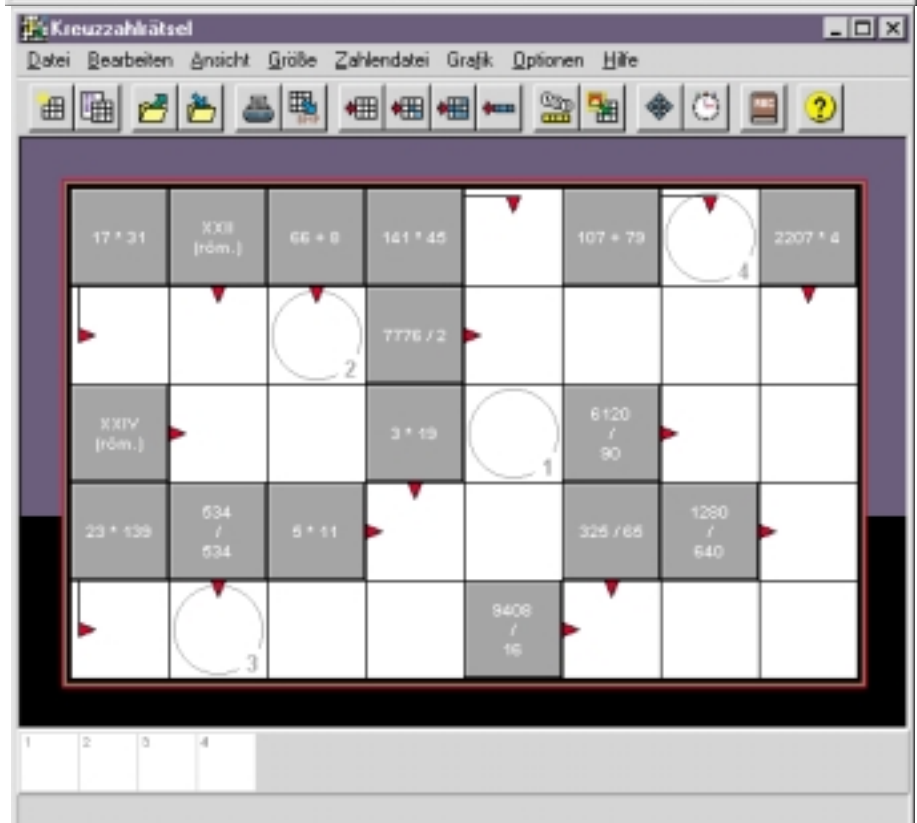 Kreuzzahlrätsel
Datei Bearbeiten Ansicht Größe Zahlendatei Grafik Optionen Hilfe
17 * 31
XXII
(röm.)
66 + 8
141 * 45
107 + 79
4
2207 * 4
2
7776 / 2
XXIV
(röm.)
3 * 19
1
6120
/
90
23 * 139
534
/
534
5 * 11
325 / 65
1280
/
640
3
9408
/
16
1 2 3 4